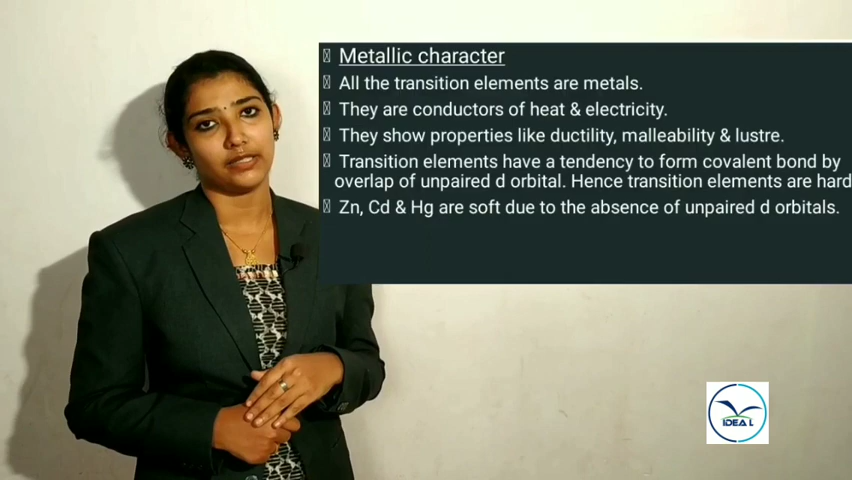 Metallic character
All the transition elements are metals.
They are conductors of heat & electricity.
They show properties like ductility, malleability & lustre.
Transition elements have a tendency to form covalent bond by
overlap of unpaired d orbital. Hence transition elements are hard
Zn, Cd & Hg are soft due to the absence of unpaired d orbitals.
IDEAL